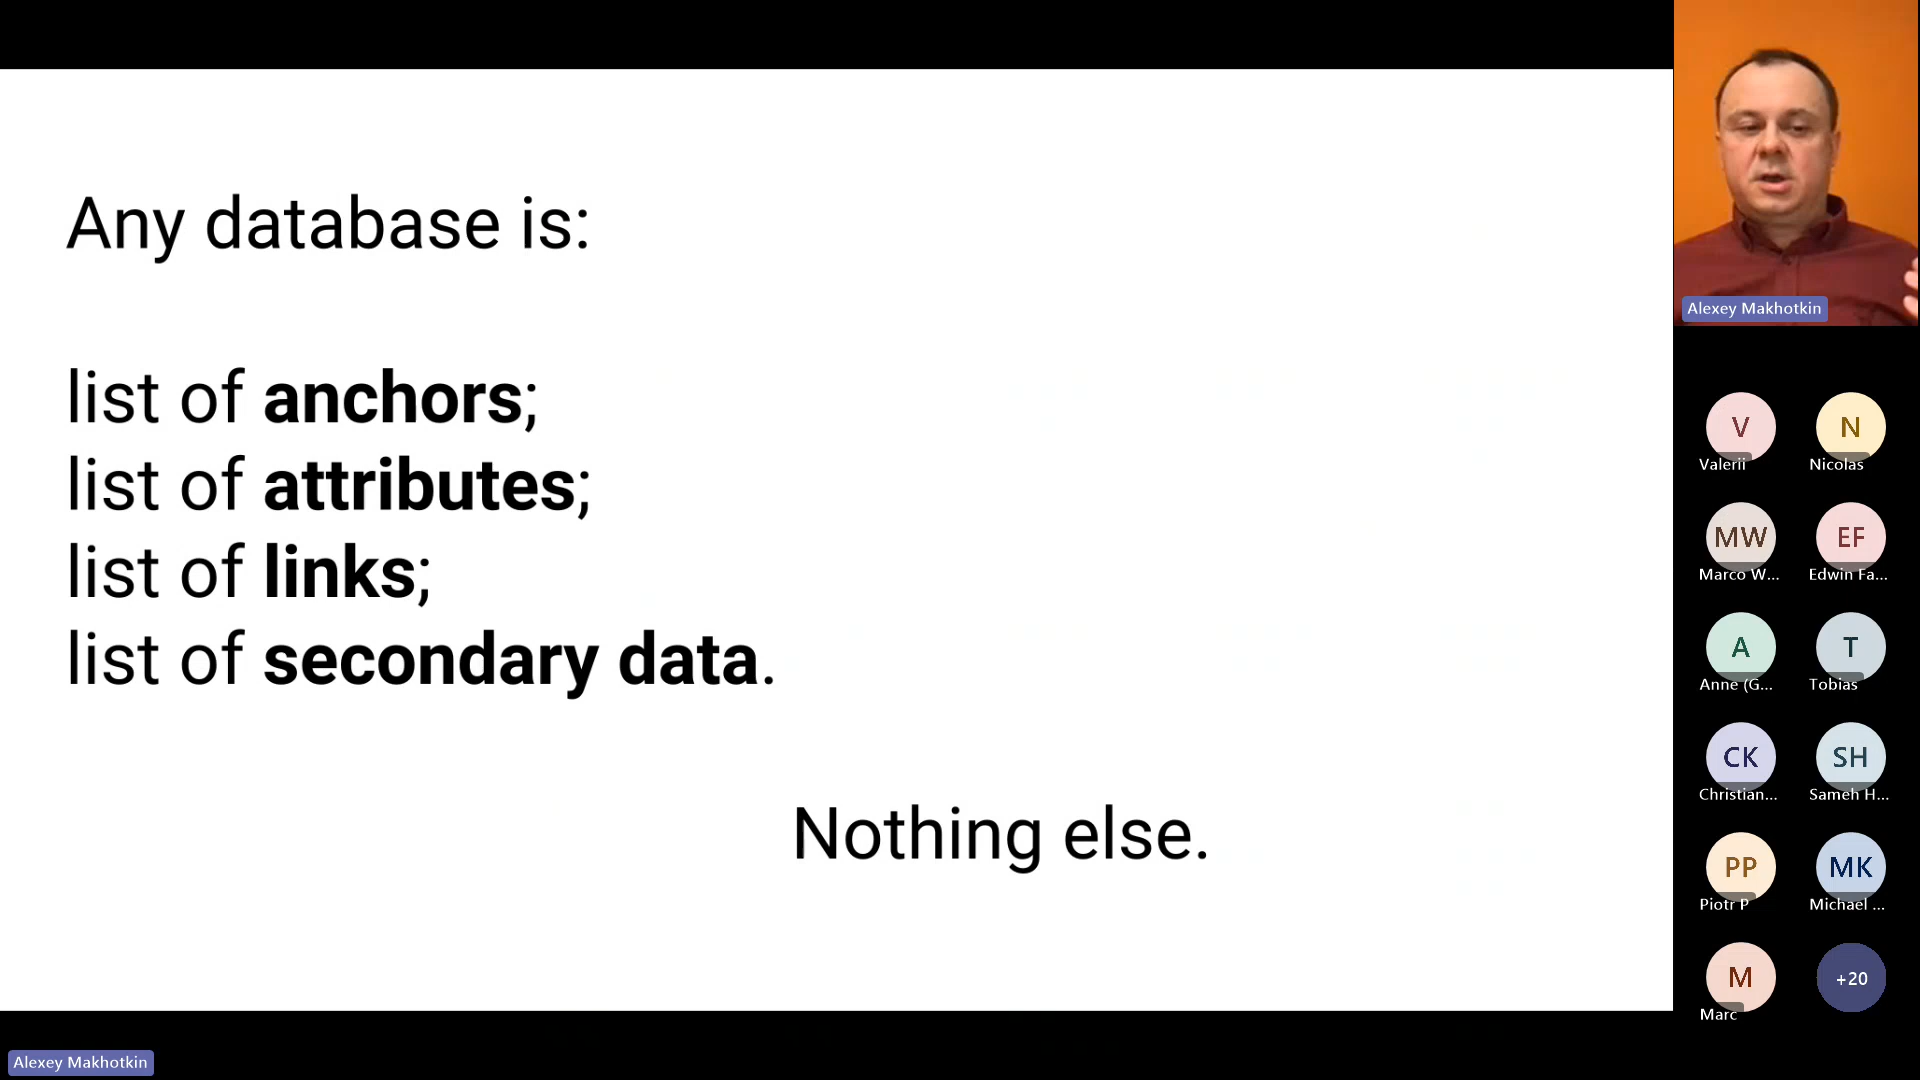 Any database is:
list of anchors;
list of attributes;
list of links;
list of secondary data.
Nothing else.
Alexey Makhotkin
V
Valerii
N
Nicolas
MW
Marco W...
EF
Edwin Fa...
A
Anne (G...
T
Tobias
CK
Christian...
SH
Sameh H...
PP
Piotr P
MK
Michael ...
M
Marc
+20
Alexey Makhotkin